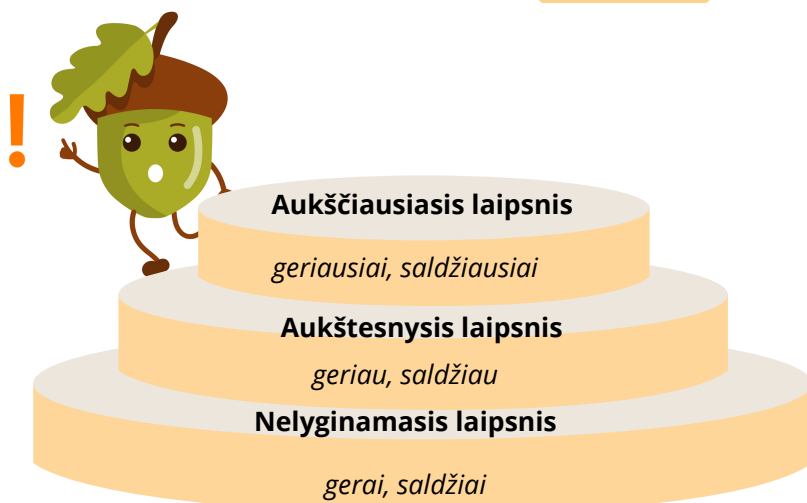 !
Aukščiausiasis laipsnis
geriausiai, saldžiausiai
Aukštesnysis laipsnis
geriau, saldžiau
Nelyginamasis laipsnis
gerai, saldžiai